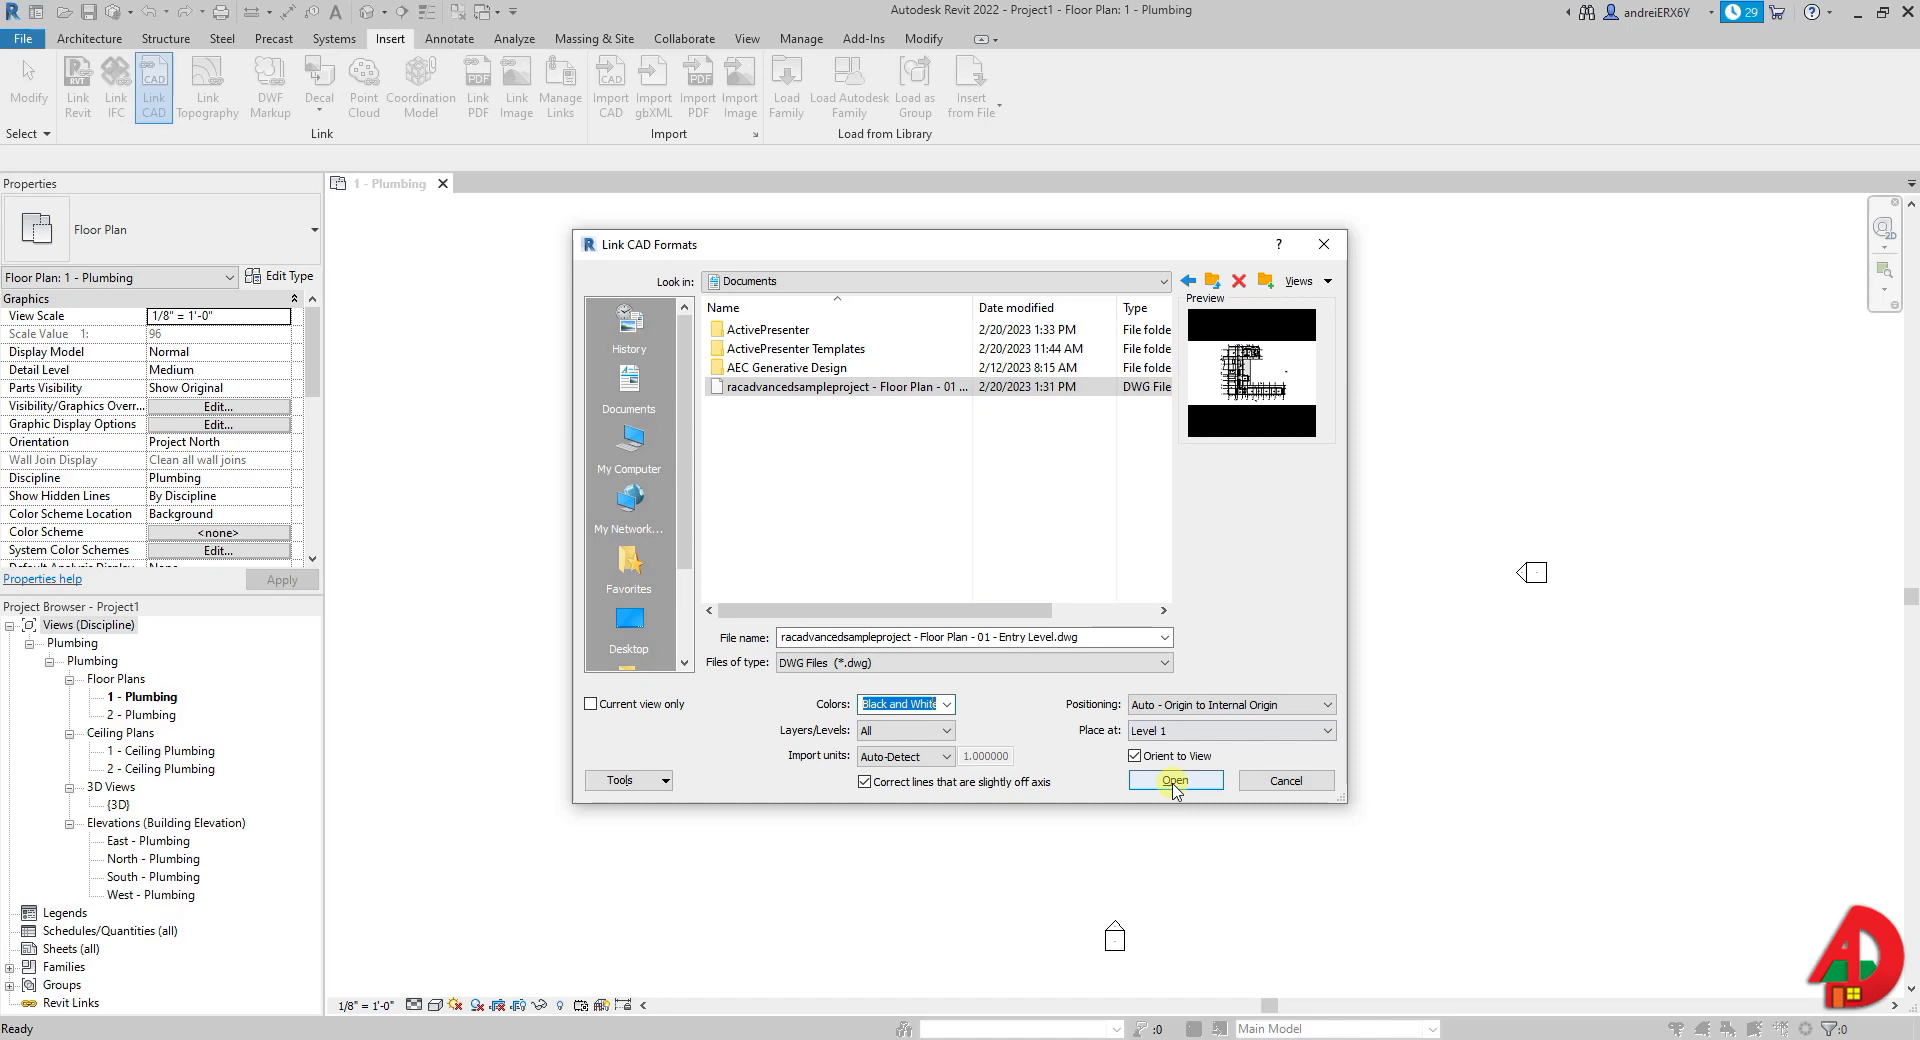 Autodesk Revit 2022 - Project1 - Floor Plan: 1 - Plumbing
andreiERX6Y
29
File Architecture Structure Steel Precast Systems Insert Annotate Analyze Massing & Site Collaborate View Manage Add-Ins Modify
Modify
Link Revit
Link IFC
Link CAD
Link Topography
DWF Markup
Decal
Point Cloud
Coordination Model
Link PDF
Link Image
Manage Links
Import CAD
Import gbXML
Import PDF
Import Image
Load Family
Load Autodesk Family
Load as Group
Insert from File
Select
Link
Import
Load from Library
Properties
1 - Plumbing
Floor Plan
Floor Plan: 1 - Plumbing
Edit Type
Graphics
View Scale 1/8" = 1'-0"
Scale Value 1: 96
Display Model Normal
Detail Level Medium
Parts Visibility Show Original
Visibility/Graphics Overr... Edit...
Graphic Display Options Edit...
Orientation Project North
Wall Join Display Clean all wall joins
Discipline Plumbing
Show Hidden Lines By Discipline
Color Scheme Location Background
Color Scheme <none>
System Color Schemes Edit...
Properties help
Apply
Project Browser - Project1
Views (Discipline)
Plumbing
Plumbing
Floor Plans
1 - Plumbing
2 - Plumbing
Ceiling Plans
1 - Ceiling Plumbing
2 - Ceiling Plumbing
3D Views
{3D}
Elevations (Building Elevation)
East - Plumbing
North - Plumbing
South - Plumbing
West - Plumbing
Legends
Schedules/Quantities (all)
Sheets (all)
Families
Groups
Revit Links
Link CAD Formats
?
Look in: Documents
Views
Name Date modified Type
Preview
ActivePresenter 2/20/2023 1:33 PM File folde
ActivePresenter Templates 2/20/2023 11:44 AM File folde
AEC Generative Design 2/12/2023 8:15 AM File folde
racadvancedsampleproject - Floor Plan - 01 ... 2/20/2023 1:31 PM DWG File
History
Documents
My Computer
My Network...
Favorites
Desktop
File name: racadvancedsampleproject - Floor Plan - 01 - Entry Level.dwg
Files of type: DWG Files (*.dwg)
Current view only
Colors: Black and White
Positioning: Auto - Origin to Internal Origin
Layers/Levels: All
Place at: Level 1
Import units: Auto-Detect 1.000000
Orient to View
Tools
Correct lines that are slightly off axis
Open
Cancel
1/8" = 1'-0"
Ready
:0
Main Model
:0